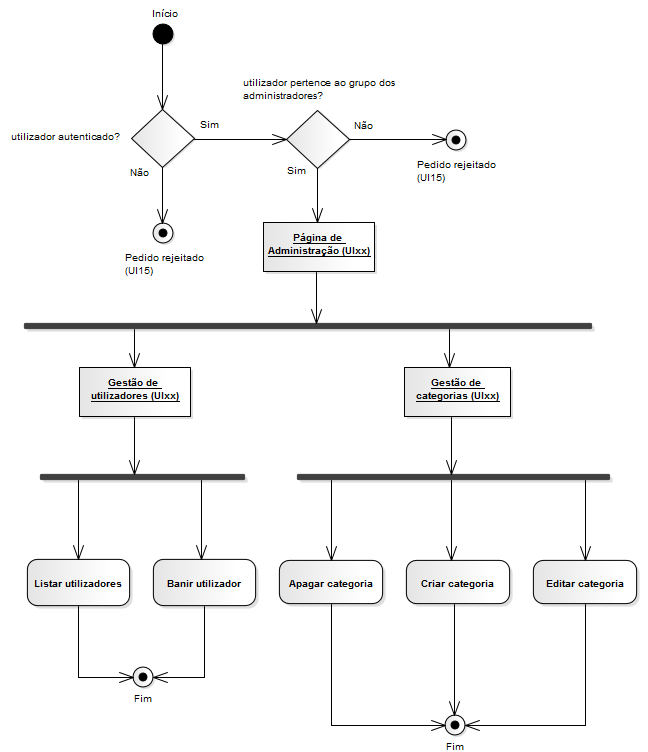 Início
utilizador pertence ao grupo dos
administradores?
utilizador autenticado?
Sim
Não
Não
Sim
Pedido rejeitado
(UI15)
Pedido rejeitado
(UI15)
Página de
Administração (UIxx)
Gestão de
utilizadores (UIxx)
Gestão de
categorias (UIxx)
Listar utilizadores
Banir utilizador
Apagar categoria
Criar categoria
Editar categoria
Fim
Fim